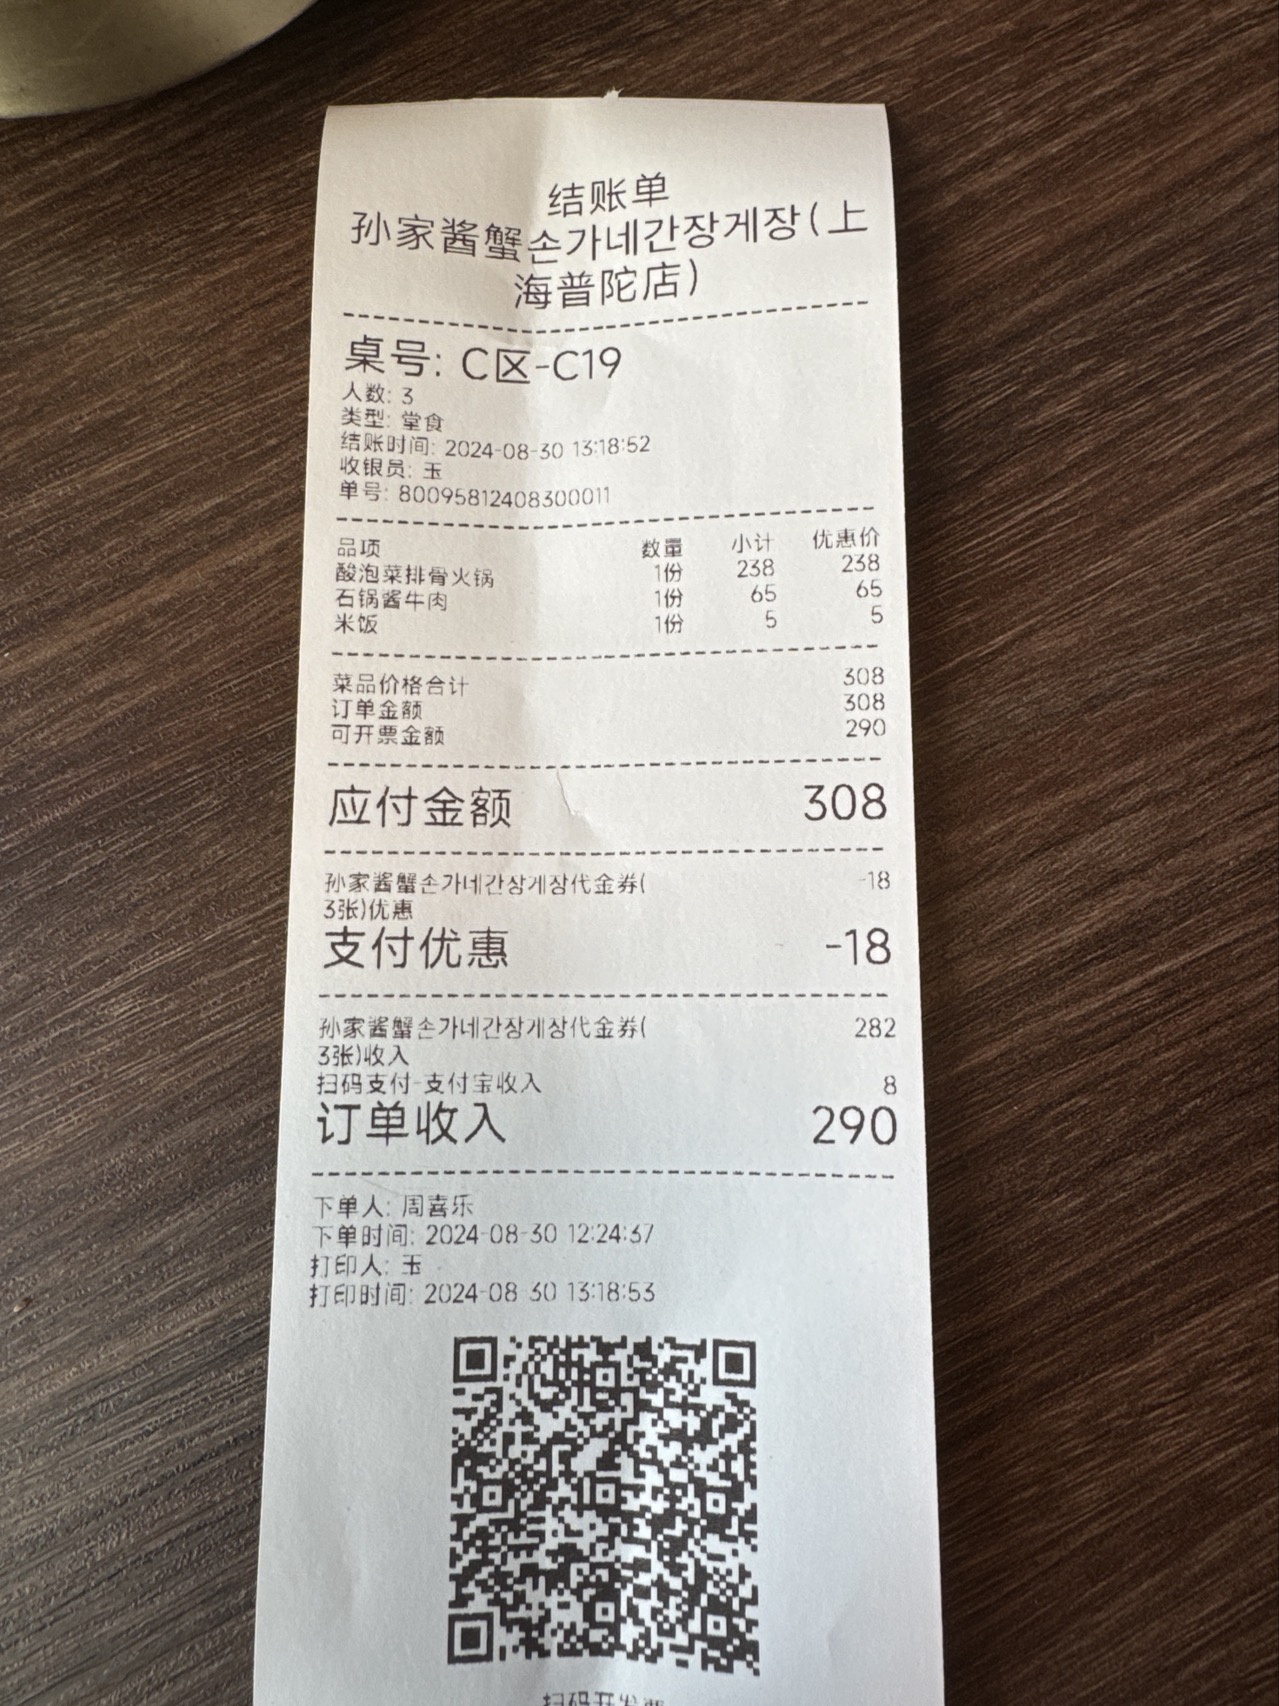 结账单
孙家酱蟹손가네간장게장(上
海普陀店)
桌号: C区-C19
人数: 3
类型: 堂食
结账时间: 2024-08-30 13:18:52
收银员: 玉
单号: 80095812408300011
品项 数量 小计 优惠价
酸泡菜排骨火锅 1份 238 238
石锅酱牛肉 1份 65 65
米饭 1份 5 5
菜品价格合计 308
订单金额 308
可开票金额 290
应付金额 308
孙家酱蟹손가네간장게장代金券( -18
3张)优惠
支付优惠 -18
孙家酱蟹손가네간장게장代金券( 282
3张)收入
扫码支付-支付宝收入 8
订单收入 290
下单人: 周喜乐
下单时间: 2024-08-30 12:24:37
打印人: 玉
打印时间: 2024-08-30 13:18:53
扫码开发票